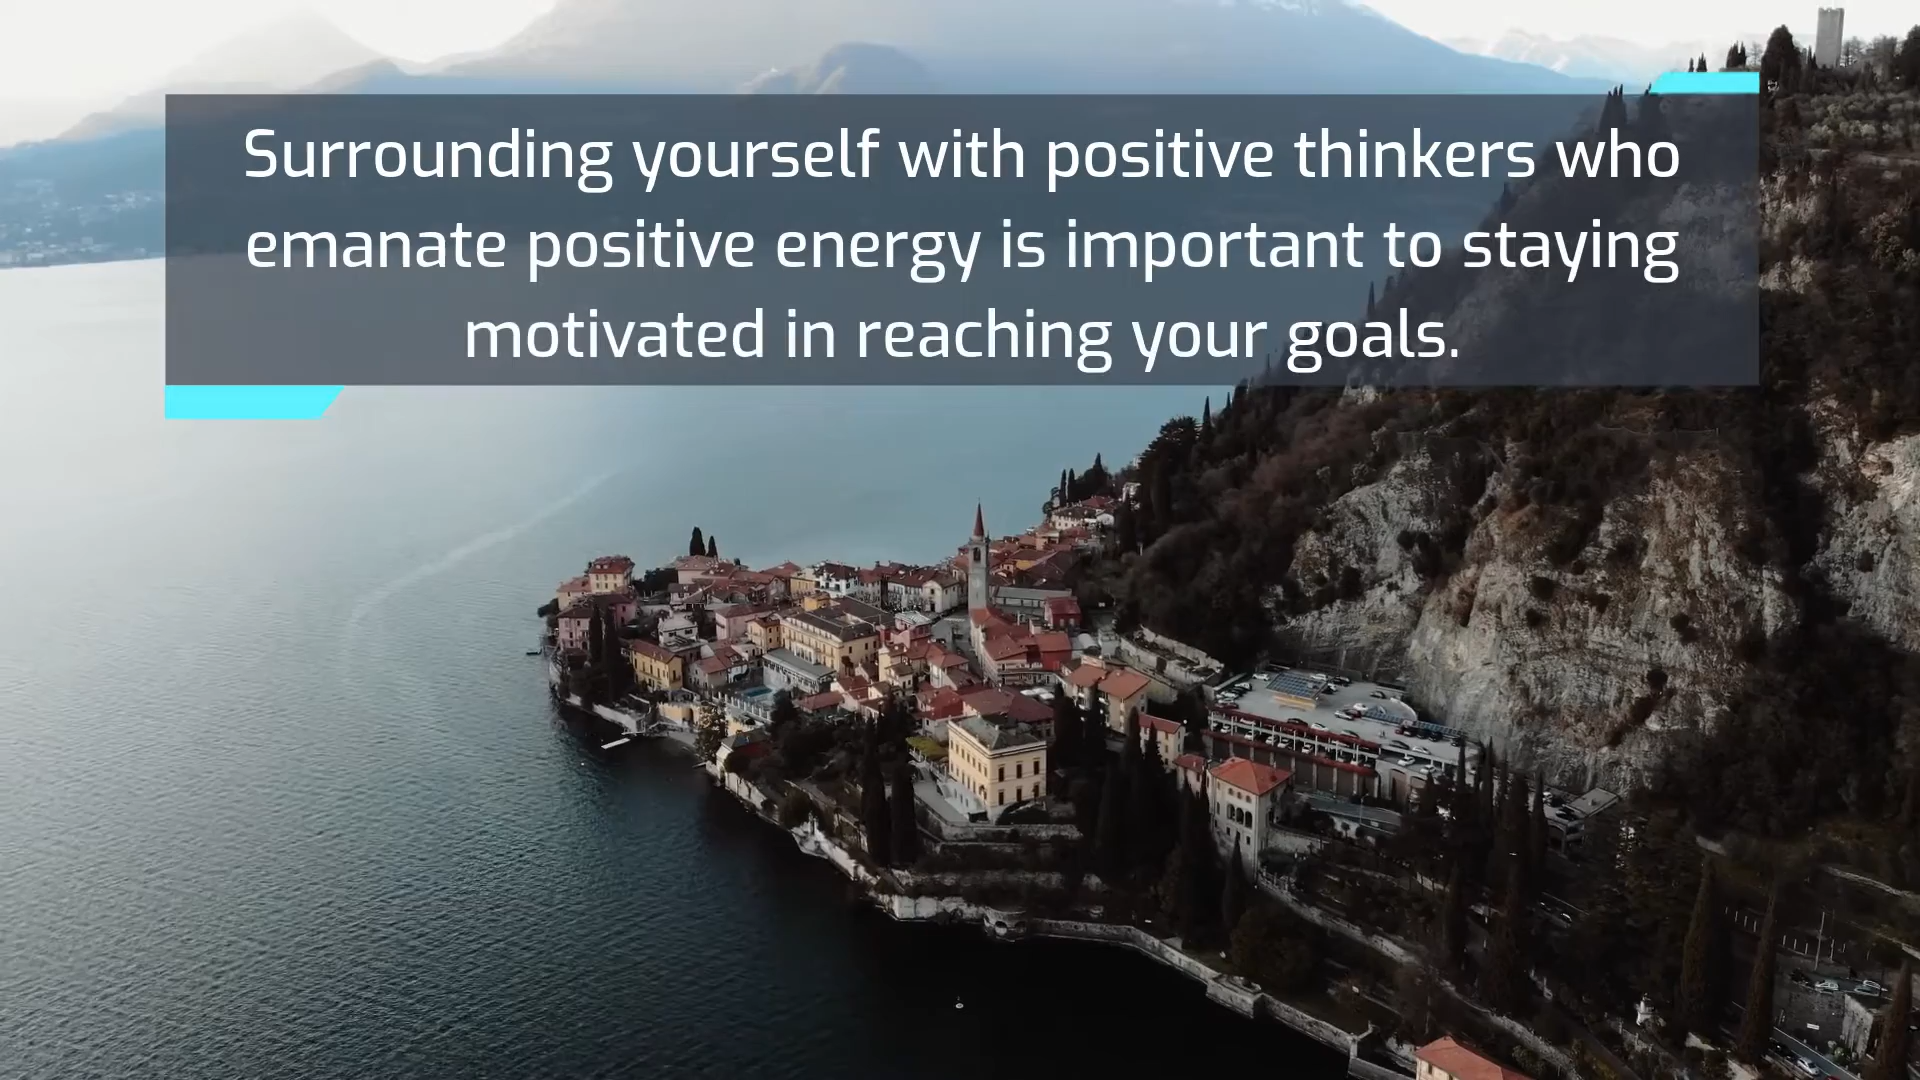 Surrounding yourself with positive thinkers who
emanate positive energy is important to staying
motivated in reaching your goals.